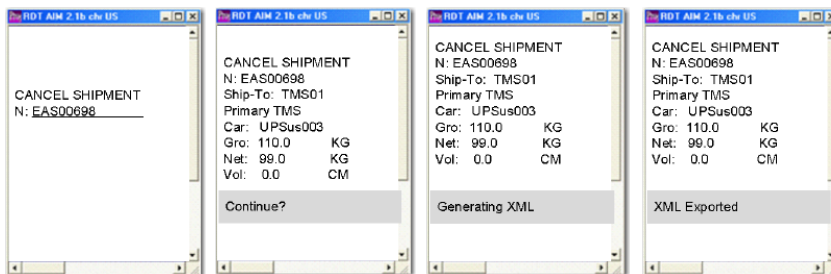 RDT AIM 2.1b chr US
CANCEL SHIPMENT
N: EAS00698
RDT AIM 2.1b chr US
CANCEL SHIPMENT
N: EAS00698
Ship-To: TMS01
Primary TMS
Car: UPSus003
Gro: 110.0 KG
Net: 99.0 KG
Vol: 0.0 CM
Continue?
RDT AIM 2.1b chr US
CANCEL SHIPMENT
N: EAS00698
Ship-To: TMS01
Primary TMS
Car: UPSus003
Gro: 110.0 KG
Net: 99.0 KG
Vol: 0.0 CM
Generating XML
RDT AIM 2.1b chr US
CANCEL SHIPMENT
N: EAS00698
Ship-To: TMS01
Primary TMS
Car: UPSus003
Gro: 110.0 KG
Net: 99.0 KG
Vol: 0.0 CM
XML Exported